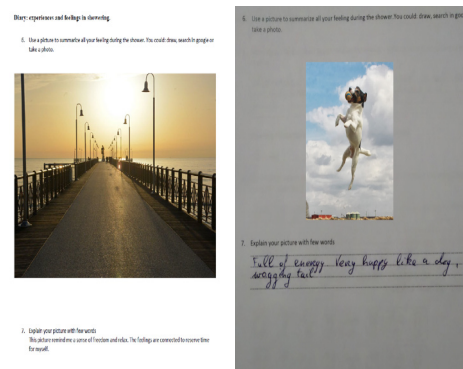 Diary: experiences and feelings in showering.
6. Use a picture to summarize all your feeling during the shower. You could: draw, search in google or
take a photo.
7. Explain your picture with few words
This picture remind me a sense of freedom and relax. The feelings are connected to reserve time
for myself.
6. Use a picture to summarize all your feeling during the shower. You could: draw, search in goo
take a photo.
7. Explain your picture with few words
Full of energy Very happy like a dog,
wagging tail